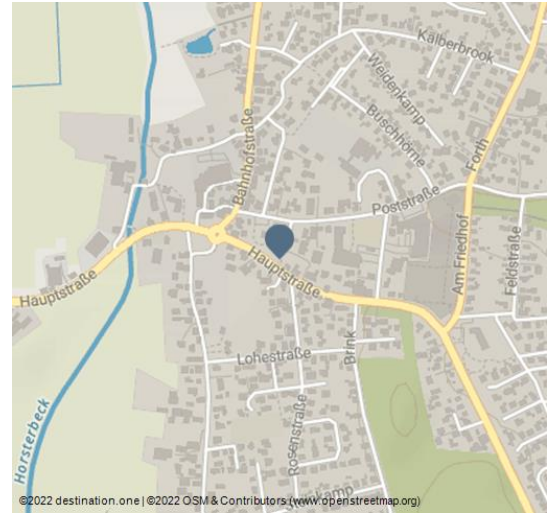 Kalberbrook
Weidenkamp
Buschhörne
Bahnhofstraße
Forth
Poststraße
Am Friedhof
Feldstraße
Hauptstraße
Hauptstraße
Lohestraße
Brink
Rosenstraße
Horsterbeck
©2022 destination.one | ©2022 OSM & Contributors (www.openstreetmap.org)